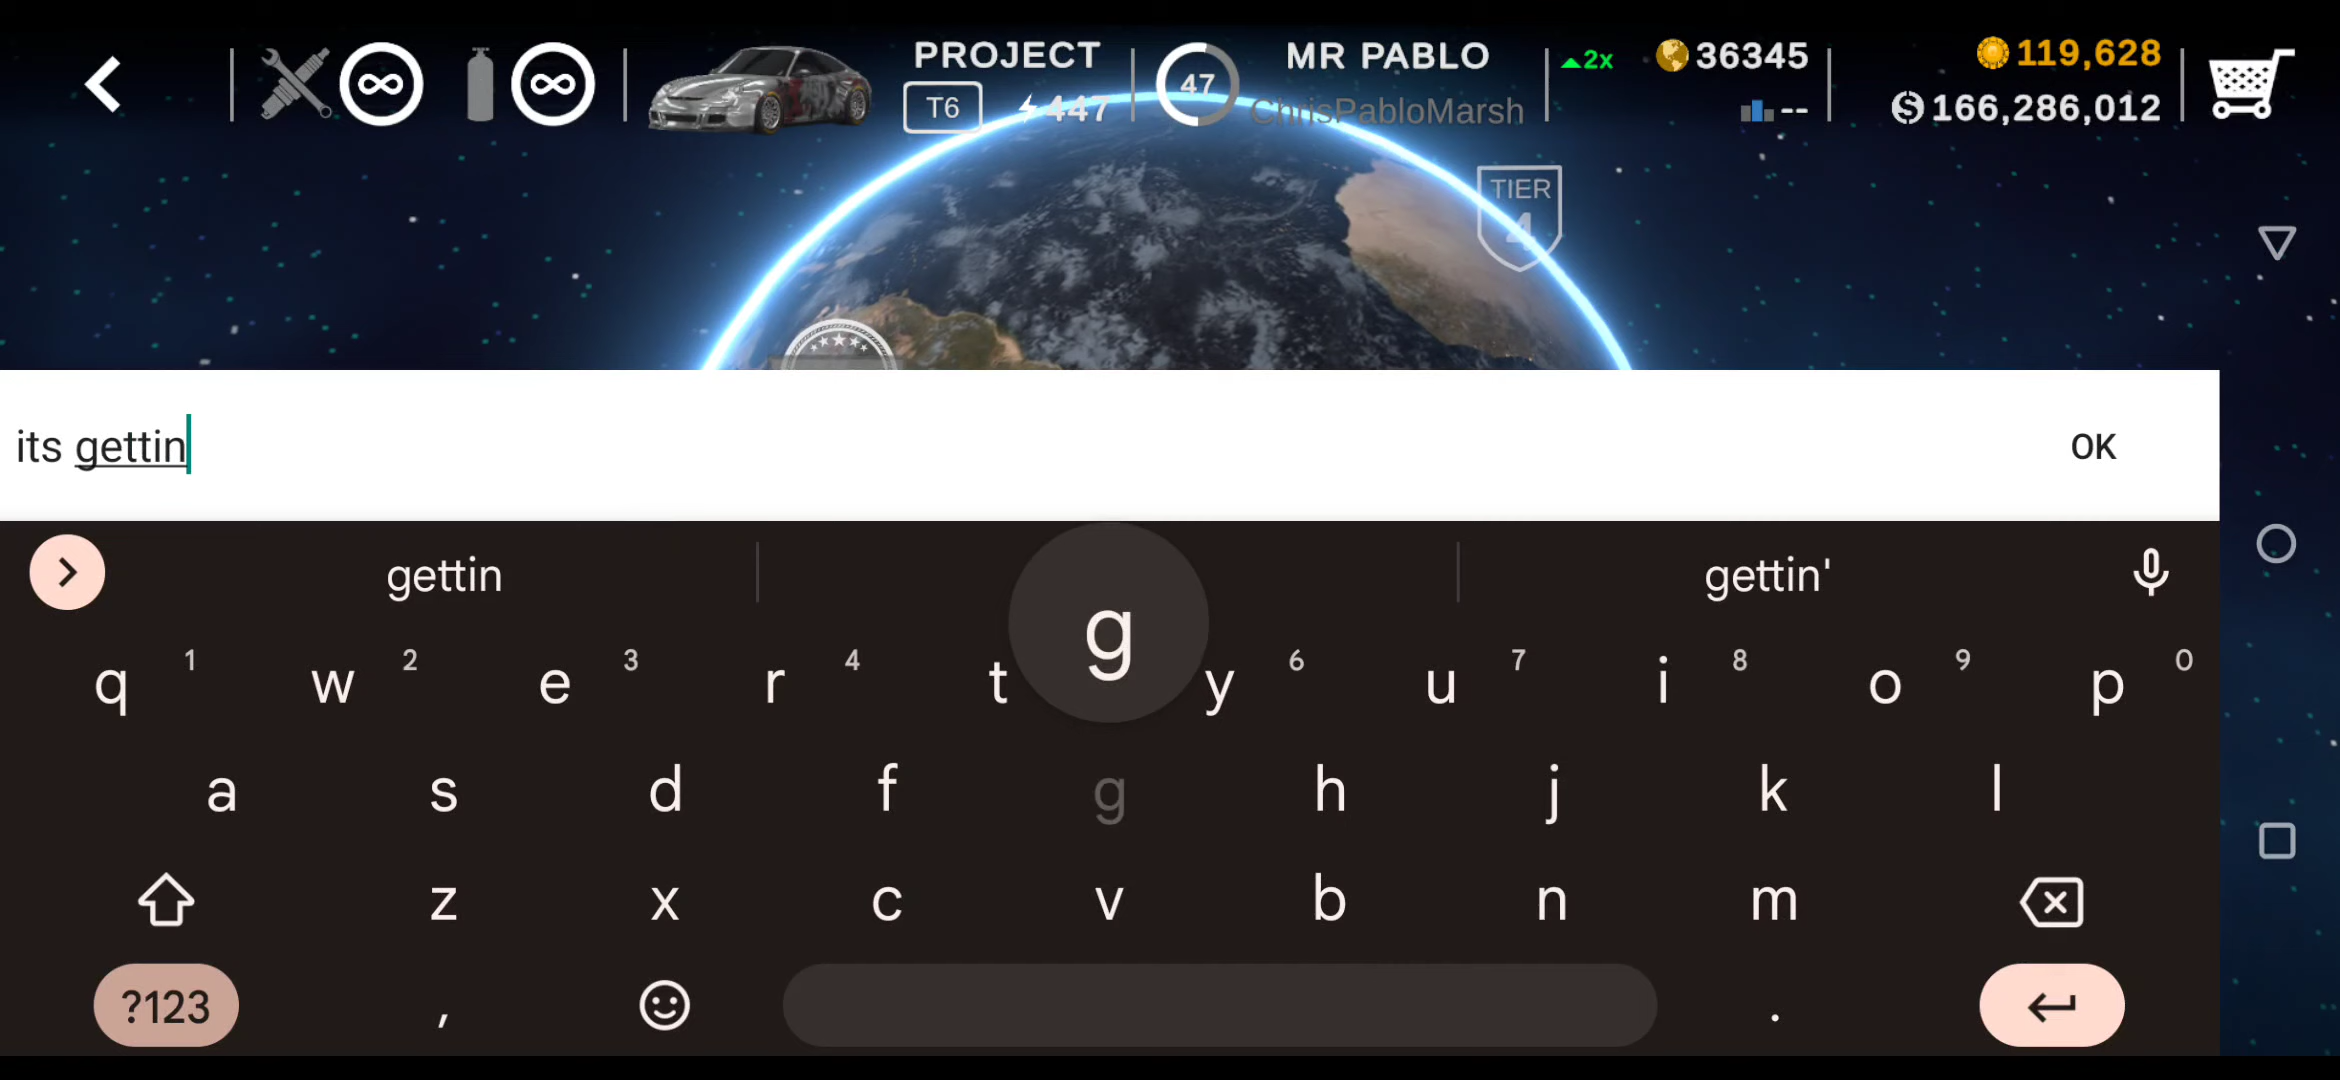 PROJECT
T6 447
47
MR PABLO
ChrisPabloMarsh
2x 36345
--
119,628
166,286,012
TIER
4
its gettin
OK
gettin
gettin'
g
q 1 w 2 e 3 r 4 t y 6 u 7 i 8 o 9 p 0
a s d f g h j k l
z x c v b n m
?123 , .